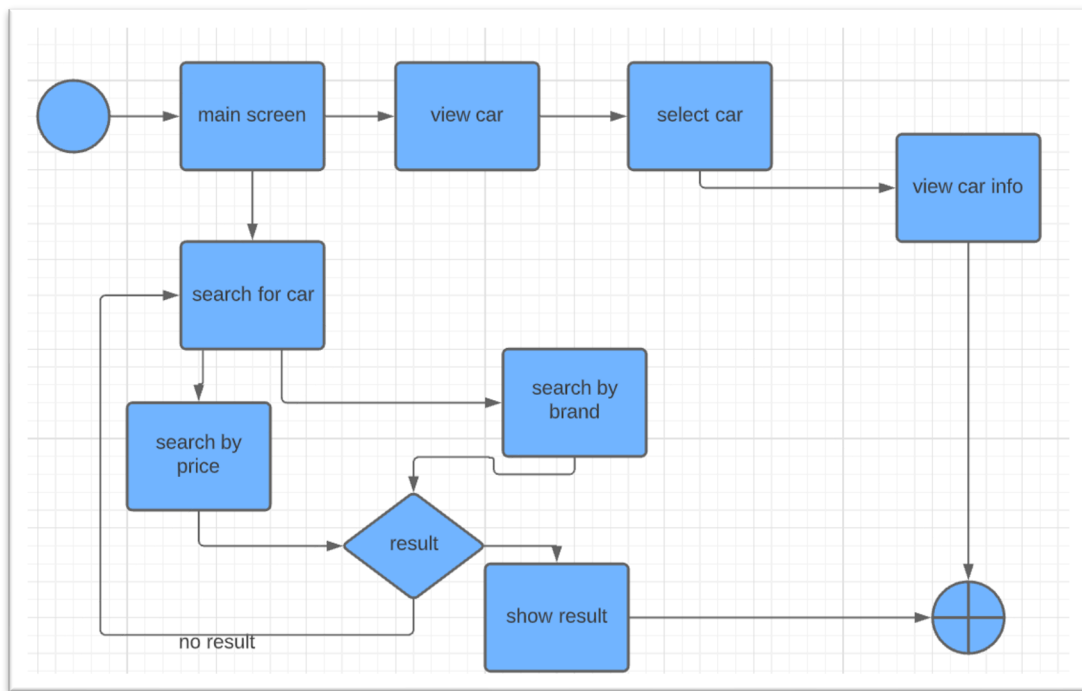 main screen
view car
select car
view car info
search for car
search by
brand
search by
price
result
show result
no result